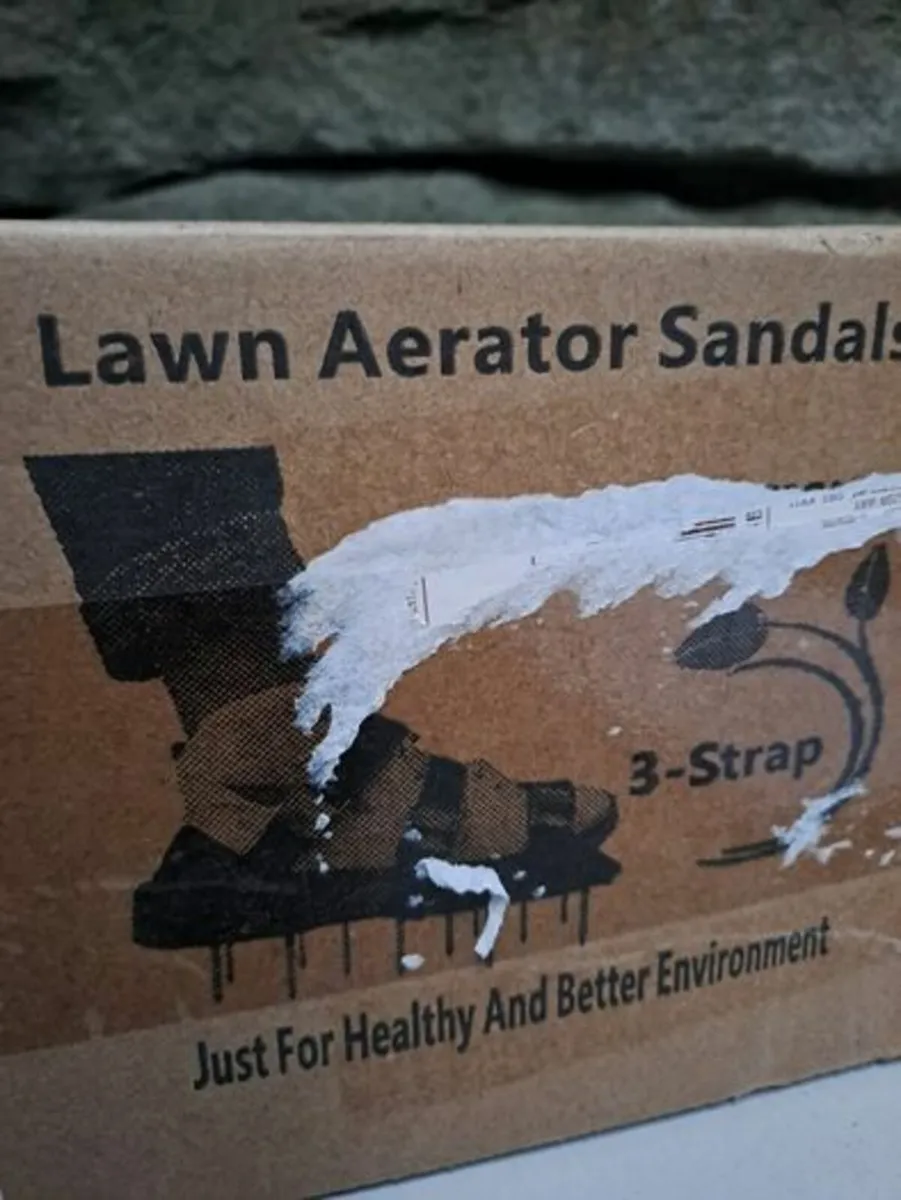 Lawn Aerator Sandals
3-Strap
Just For Healthy And Better Environment